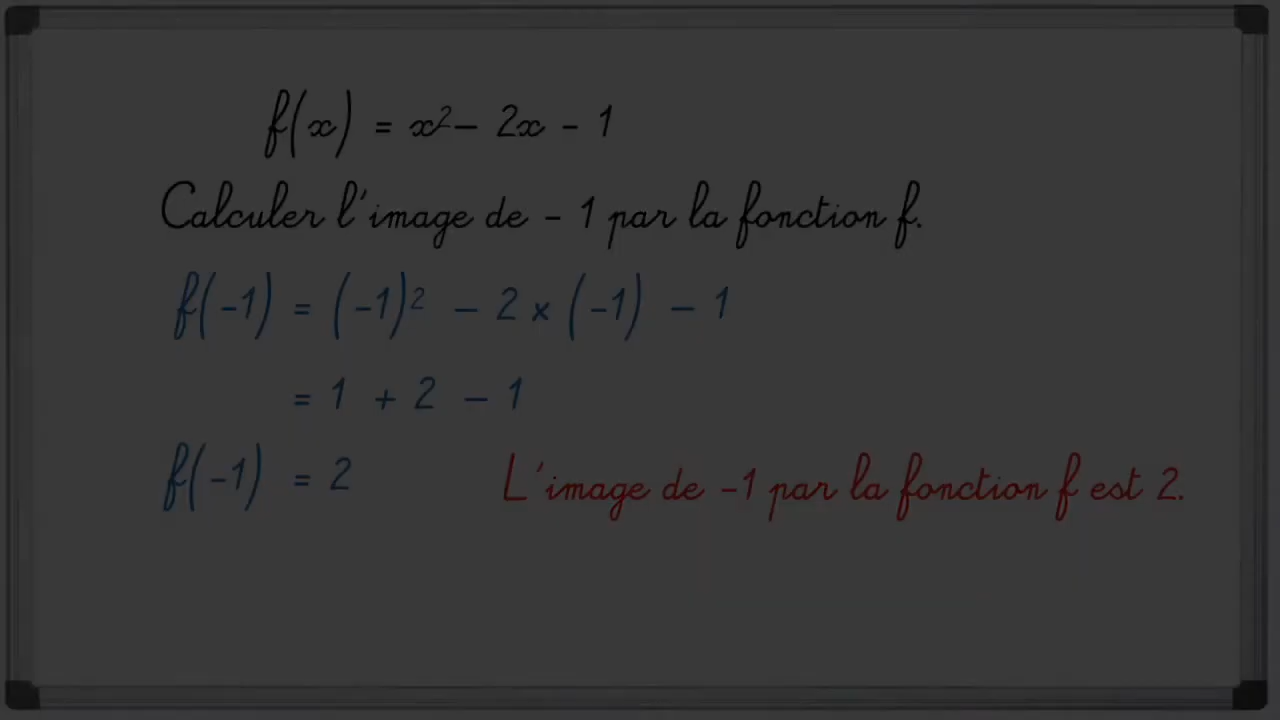 f(x) = x² – 2x – 1
Calculer l'image de – 1 par la fonction f.
f(-1) = (-1)² – 2 × (-1) – 1
= 1 + 2 – 1
f(-1) = 2
L'image de -1 par la fonction f est 2.